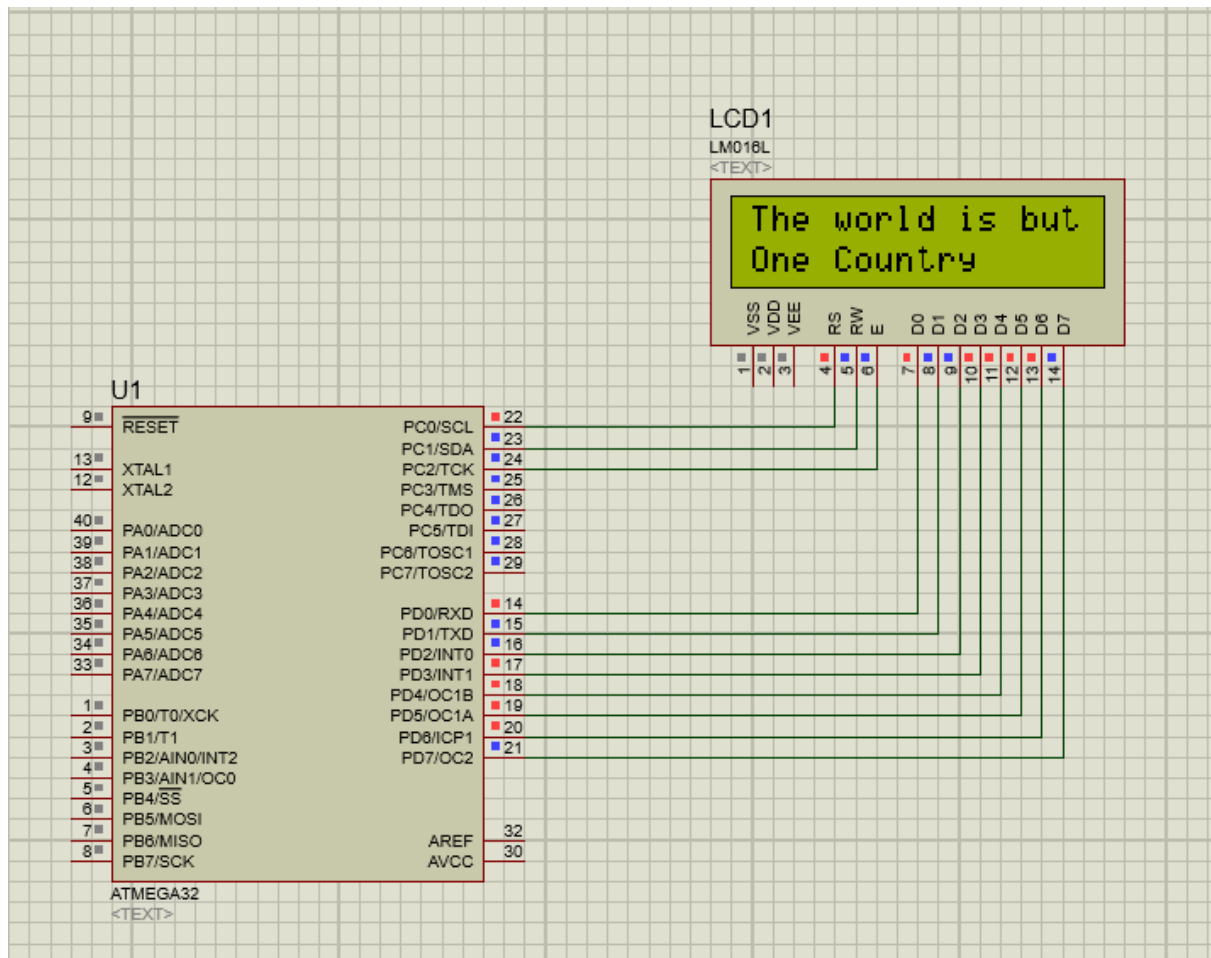 LCD1
LM016L
<TEXT>
The world is but
One Country
VSS
VDD
VEE
RS
RW
E
D0
D1
D2
D3
D4
D5
D6
D7
1
2
3
4
5
6
7
8
9
10
11
12
13
14
U1
9
RESET
13
XTAL1
12
XTAL2
40
PA0/ADC0
39
PA1/ADC1
38
PA2/ADC2
37
PA3/ADC3
36
PA4/ADC4
35
PA5/ADC5
34
PA6/ADC6
33
PA7/ADC7
1
PB0/T0/XCK
2
PB1/T1
3
PB2/AIN0/INT2
4
PB3/AIN1/OC0
5
PB4/SS
6
PB5/MOSI
7
PB6/MISO
8
PB7/SCK
22
PC0/SCL
23
PC1/SDA
24
PC2/TCK
25
PC3/TMS
26
PC4/TDO
27
PC5/TDI
28
PC6/TOSC1
29
PC7/TOSC2
14
PD0/RXD
15
PD1/TXD
16
PD2/INT0
17
PD3/INT1
18
PD4/OC1B
19
PD5/OC1A
20
PD6/ICP1
21
PD7/OC2
32
AREF
30
AVCC
ATMEGA32
<TEXT>